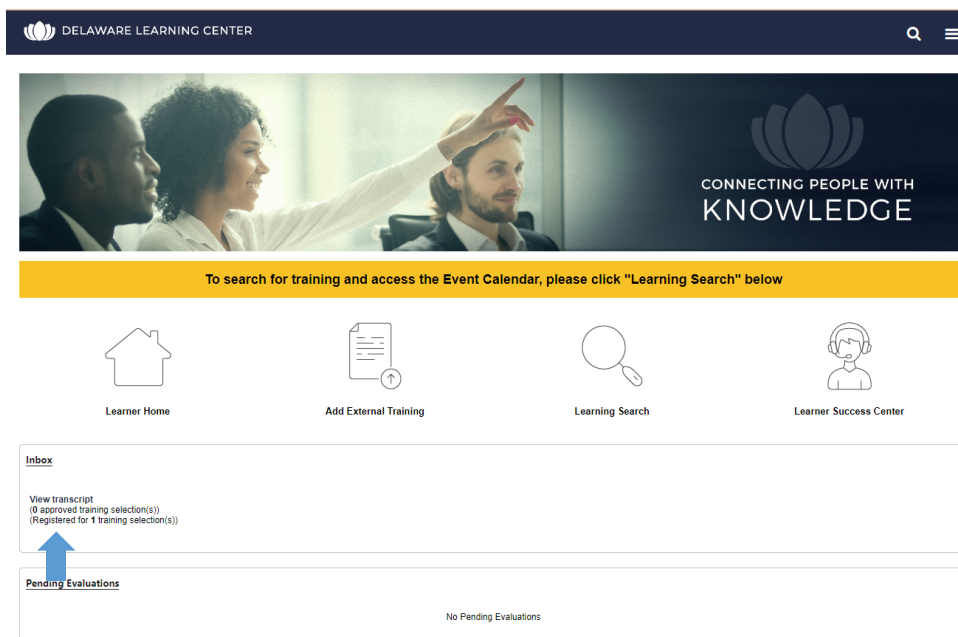 DELAWARE LEARNING CENTER
CONNECTING PEOPLE WITH
KNOWLEDGE
To search for training and access the Event Calendar, please click "Learning Search" below
Learner Home
Add External Training
Learning Search
Learner Success Center
Inbox
View transcript
(0 approved training selection(s))
(Registered for 1 training selection(s))
Pending Evaluations
No Pending Evaluations